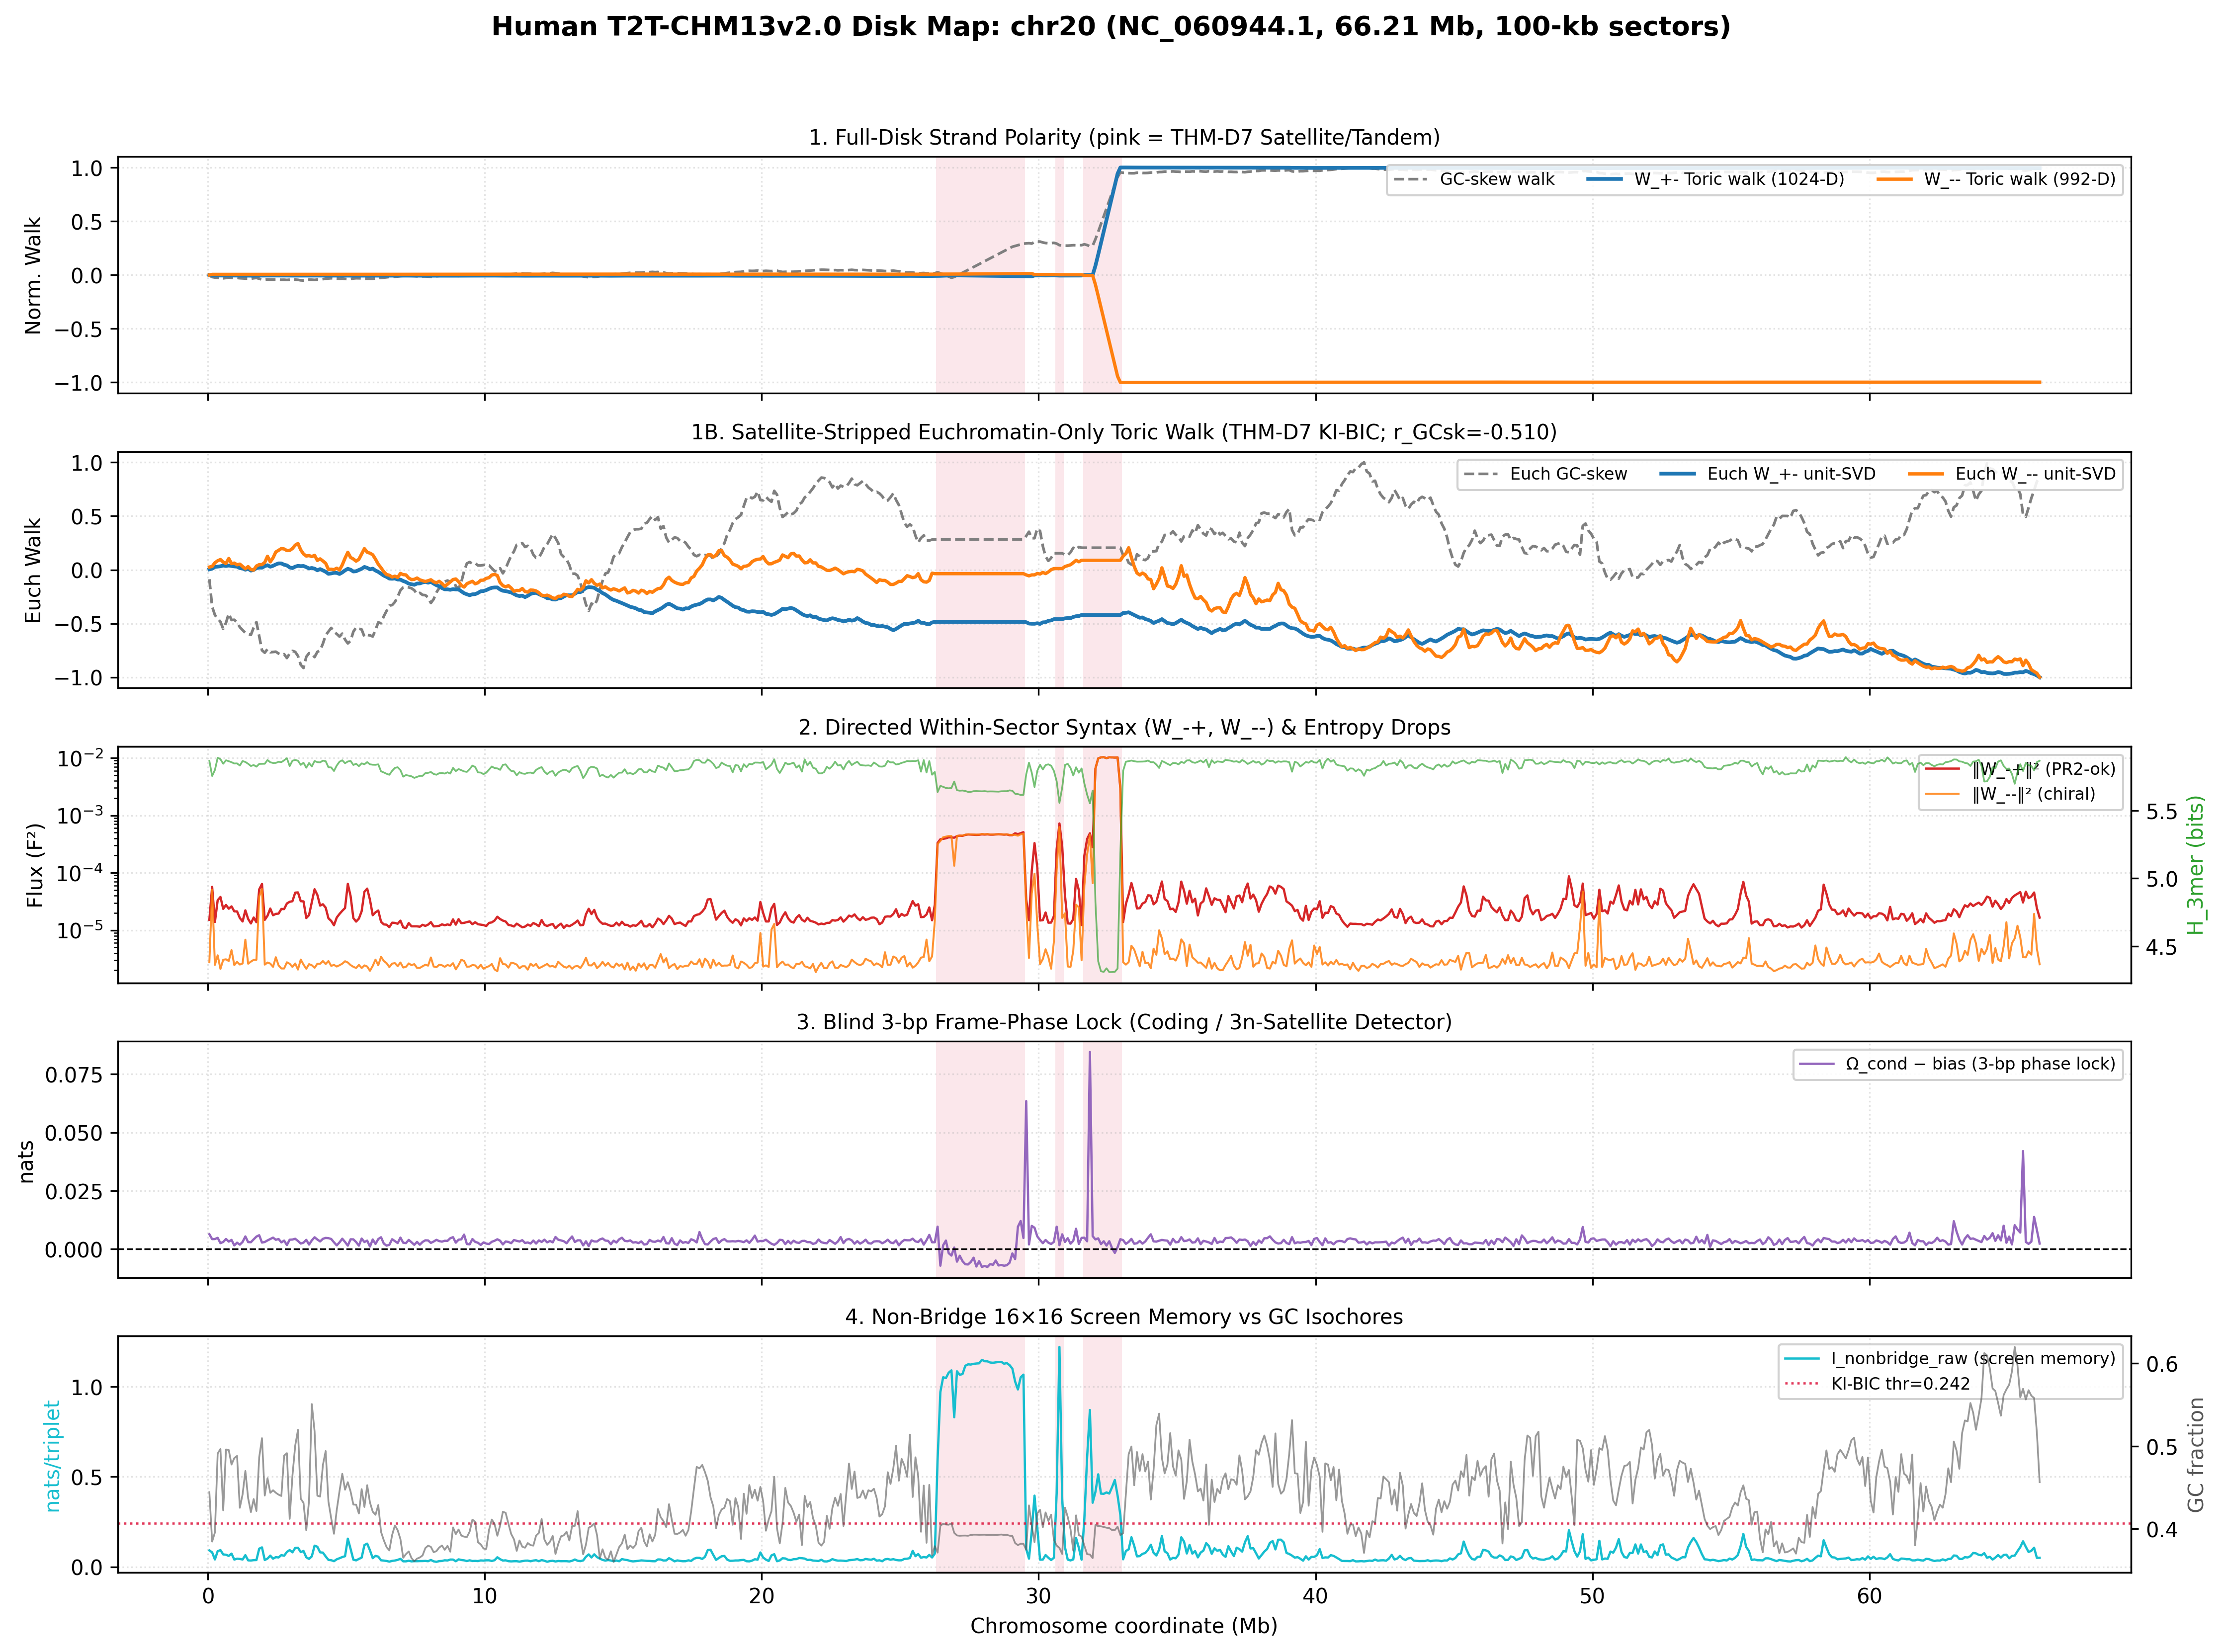 Human T2T-CHM13v2.0 Disk Map: chr20 (NC_060944.1, 66.21 Mb, 100-kb sectors)
1. Full-Disk Strand Polarity (pink = THM-D7 Satellite/Tandem)
Norm. Walk
1.0
0.5
0.0
−0.5
−1.0
GC-skew walk
W_+- Toric walk (1024-D)
W_-- Toric walk (992-D)
1B. Satellite-Stripped Euchromatin-Only Toric Walk (THM-D7 KI-BIC; r_GCsk=-0.510)
Euch Walk
1.0
0.5
0.0
−0.5
−1.0
Euch GC-skew
Euch W_+- unit-SVD
Euch W_-- unit-SVD
2. Directed Within-Sector Syntax (W_-+, W_--) & Entropy Drops
Flux (F²)
10⁻²
10⁻³
10⁻⁴
10⁻⁵
‖W_-+‖² (PR2-ok)
‖W_--‖² (chiral)
5.5
5.0
4.5
H_3mer (bits)
3. Blind 3-bp Frame-Phase Lock (Coding / 3n-Satellite Detector)
nats
0.075
0.050
0.025
0.000
Ω_cond − bias (3-bp phase lock)
4. Non-Bridge 16×16 Screen Memory vs GC Isochores
nats/triplet
1.0
0.5
0.0
I_nonbridge_raw (screen memory)
KI-BIC thr=0.242
0.6
0.5
0.4
GC fraction
0 10 20 30 40 50 60
Chromosome coordinate (Mb)